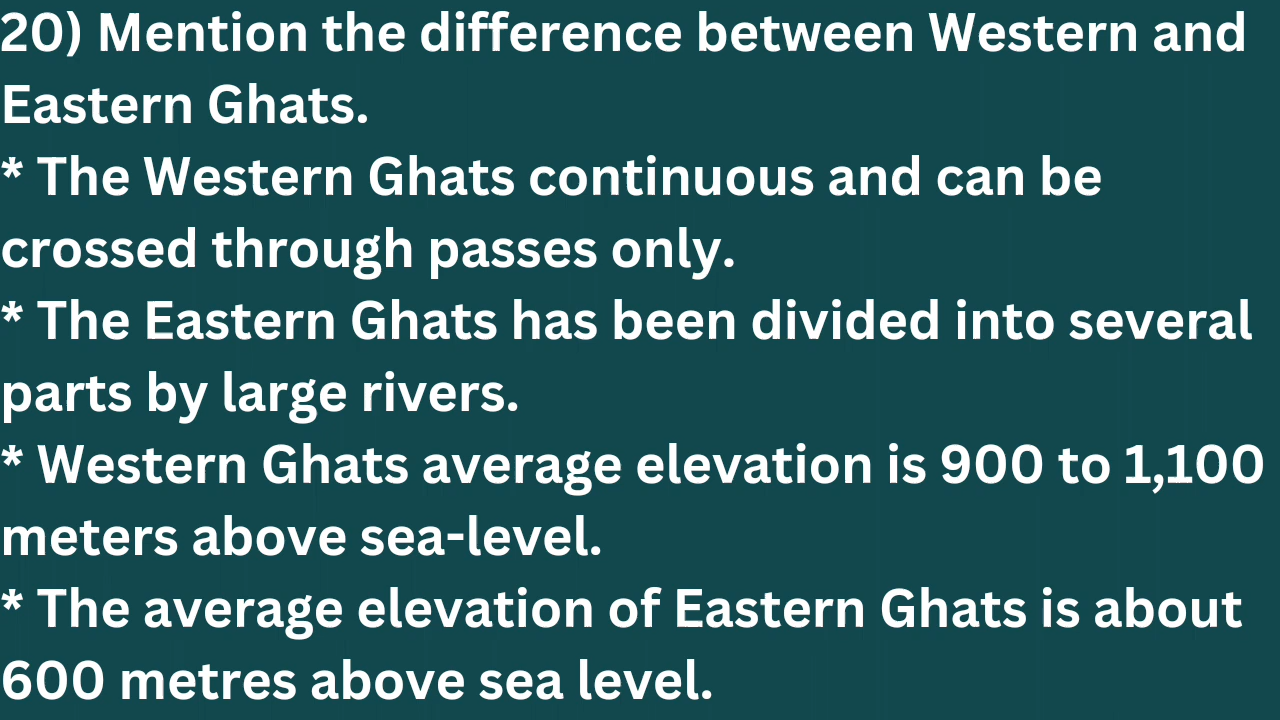 20) Mention the difference between Western and
Eastern Ghats.
* The Western Ghats continuous and can be
crossed through passes only.
* The Eastern Ghats has been divided into several
parts by large rivers.
* Western Ghats average elevation is 900 to 1,100
meters above sea-level.
* The average elevation of Eastern Ghats is about
600 metres above sea level.